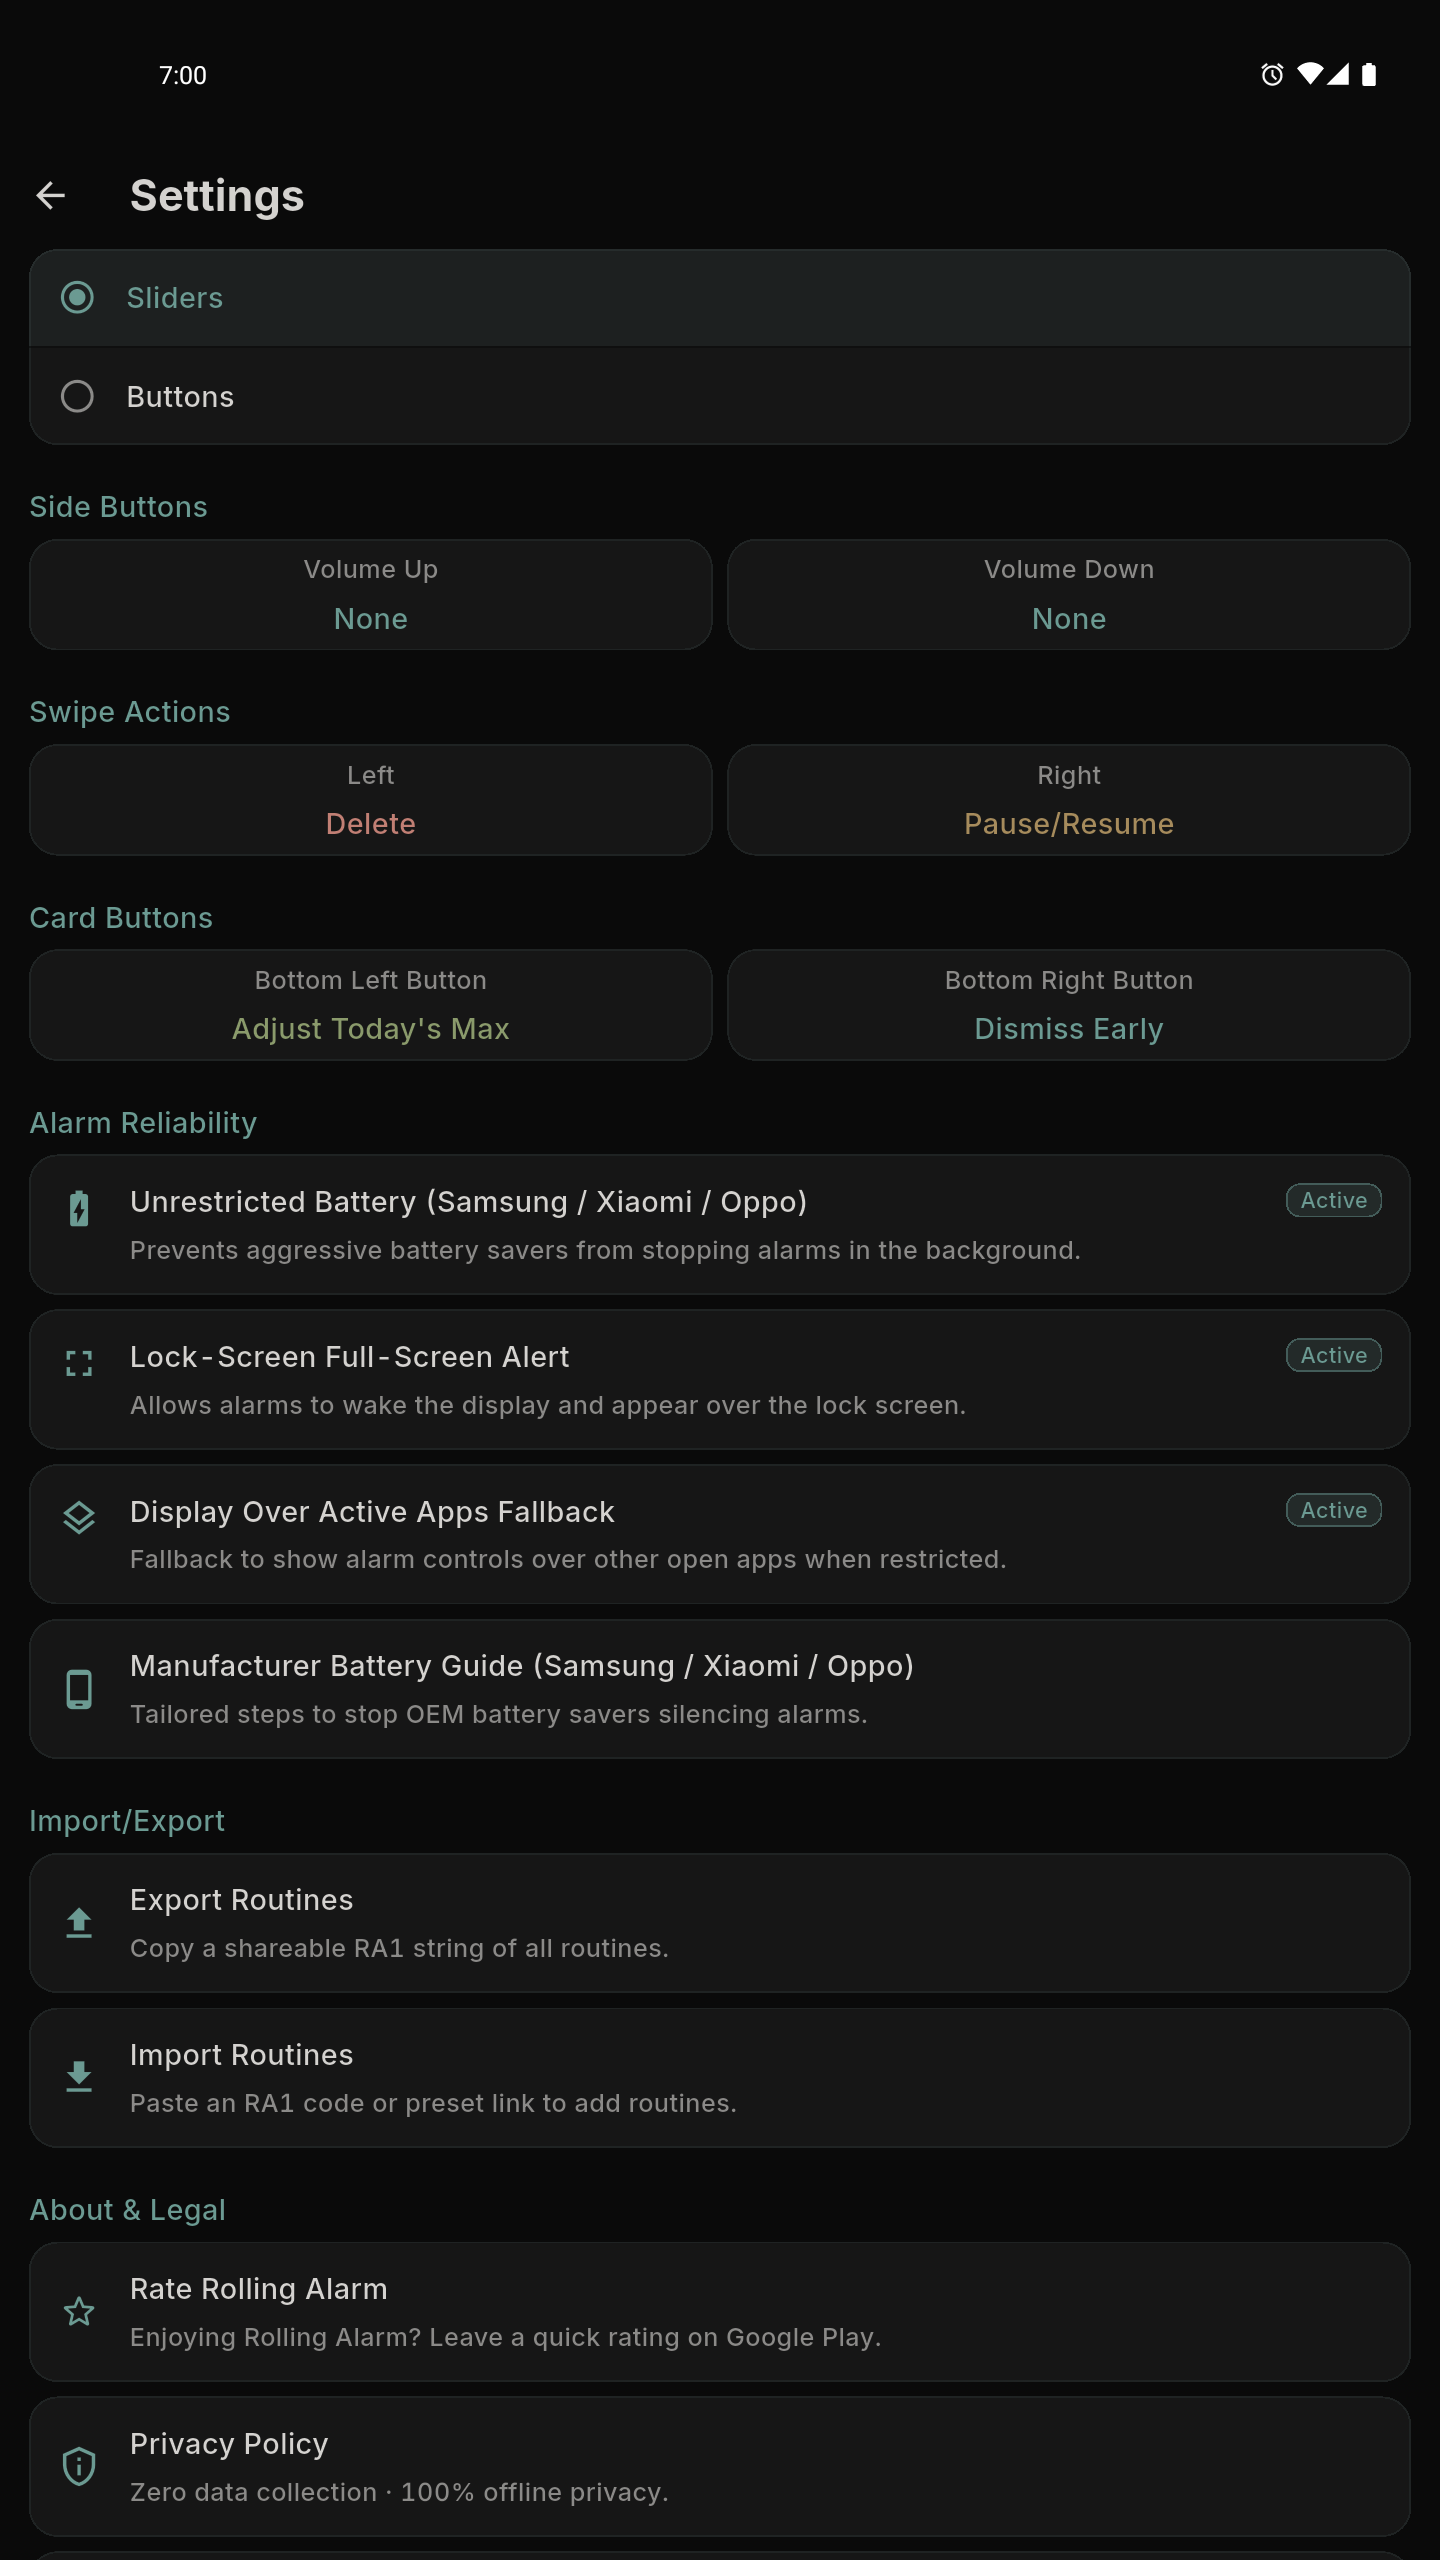 7:00
Settings
Sliders
Buttons
Side Buttons
Volume Up
None
Volume Down
None
Swipe Actions
Left
Delete
Right
Pause/Resume
Card Buttons
Bottom Left Button
Adjust Today's Max
Bottom Right Button
Dismiss Early
Alarm Reliability
Unrestricted Battery (Samsung / Xiaomi / Oppo)
Active
Prevents aggressive battery savers from stopping alarms in the background.
Lock-Screen Full-Screen Alert
Active
Allows alarms to wake the display and appear over the lock screen.
Display Over Active Apps Fallback
Active
Fallback to show alarm controls over other open apps when restricted.
Manufacturer Battery Guide (Samsung / Xiaomi / Oppo)
Tailored steps to stop OEM battery savers silencing alarms.
Import/Export
Export Routines
Copy a shareable RA1 string of all routines.
Import Routines
Paste an RA1 code or preset link to add routines.
About & Legal
Rate Rolling Alarm
Enjoying Rolling Alarm? Leave a quick rating on Google Play.
Privacy Policy
Zero data collection · 100% offline privacy.